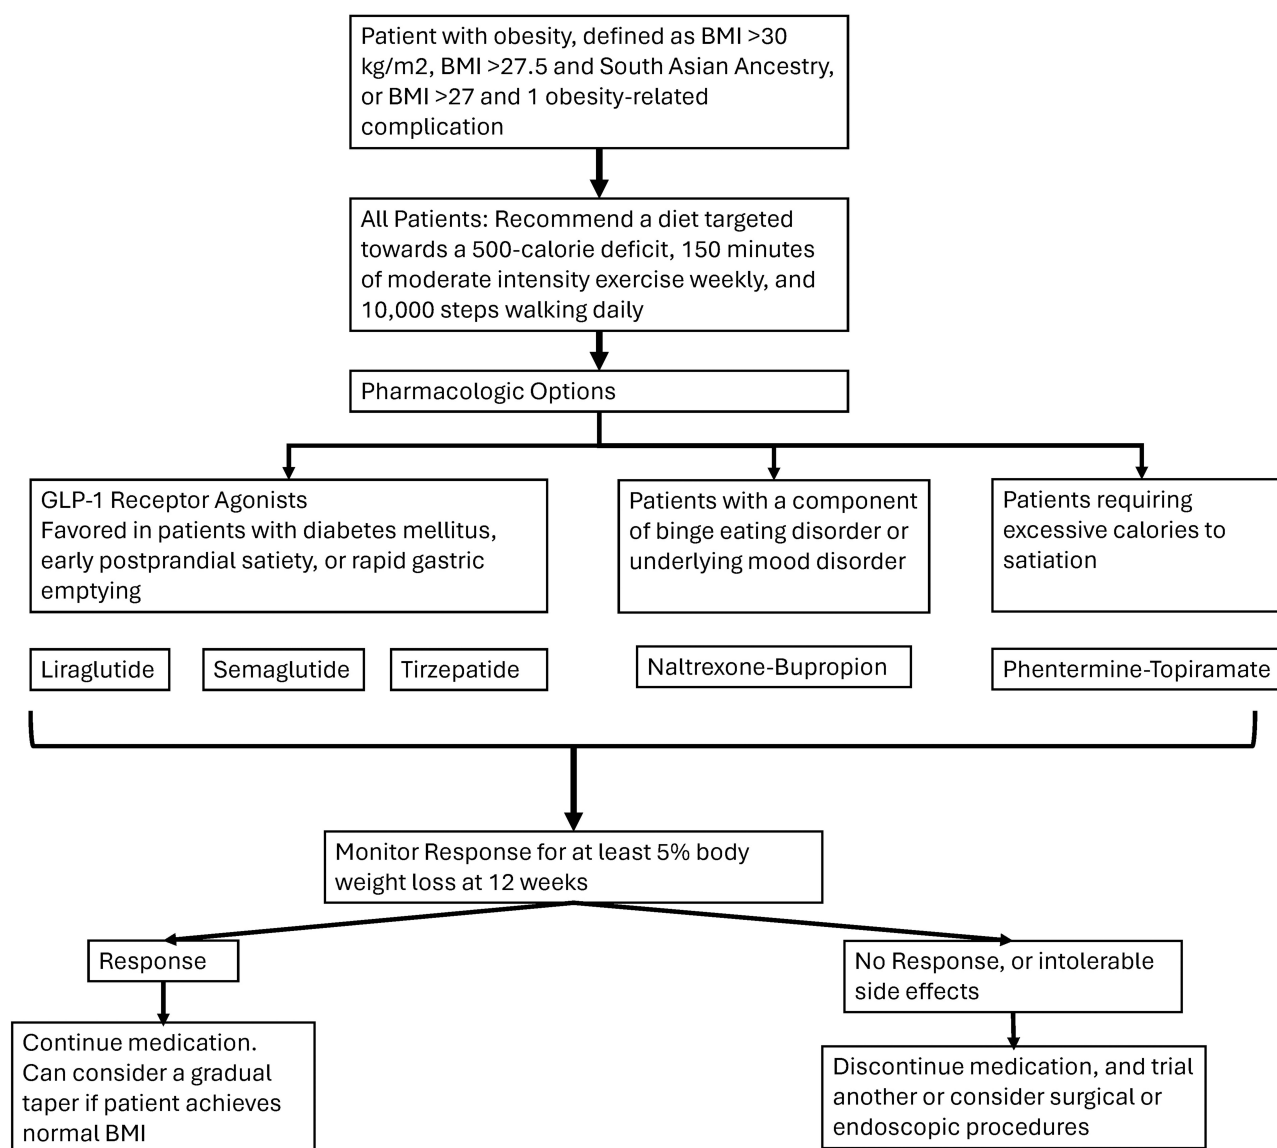 Patient with obesity, defined as BMI >30
kg/m2, BMI >27.5 and South Asian Ancestry,
or BMI >27 and 1 obesity-related
complication
All Patients: Recommend a diet targeted
towards a 500-calorie deficit, 150 minutes
of moderate intensity exercise weekly, and
10,000 steps walking daily
Pharmacologic Options
GLP-1 Receptor Agonists
Favored in patients with diabetes mellitus,
early postprandial satiety, or rapid gastric
emptying
Patients with a component
of binge eating disorder or
underlying mood disorder
Patients requiring
excessive calories to
satiation
Liraglutide
Semaglutide
Tirzepatide
Naltrexone-Bupropion
Phentermine-Topiramate
Monitor Response for at least 5% body
weight loss at 12 weeks
Response
No Response, or intolerable
side effects
Continue medication.
Can consider a gradual
taper if patient achieves
normal BMI
Discontinue medication, and trial
another or consider surgical or
endoscopic procedures